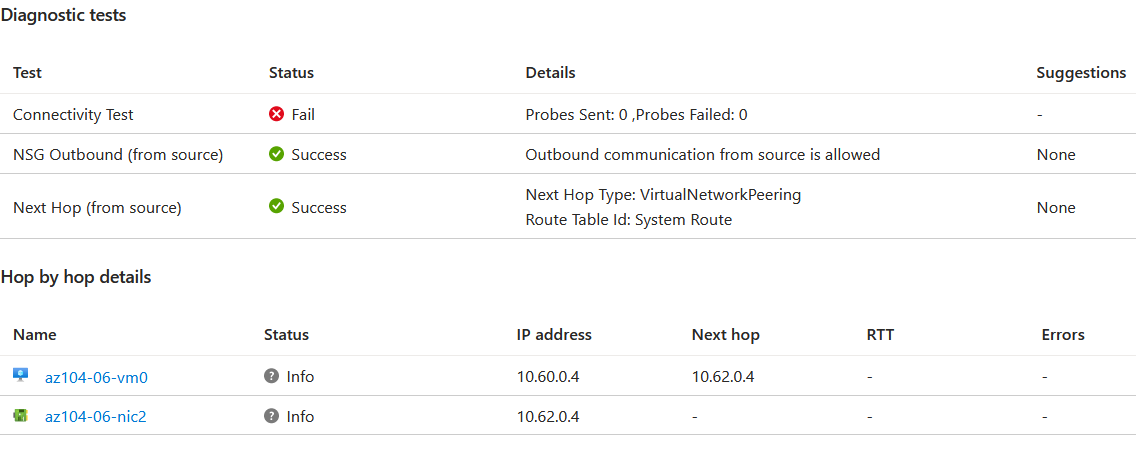 Diagnostic tests
Test Status Details Suggestions
Connectivity Test Fail Probes Sent: 0 ,Probes Failed: 0 -
NSG Outbound (from source) Success Outbound communication from source is allowed None
Next Hop (from source) Success Next Hop Type: VirtualNetworkPeering None
Route Table Id: System Route
Hop by hop details
Name Status IP address Next hop RTT Errors
az104-06-vm0 ? Info 10.60.0.4 10.62.0.4 - -
az104-06-nic2 ? Info 10.62.0.4 - - -